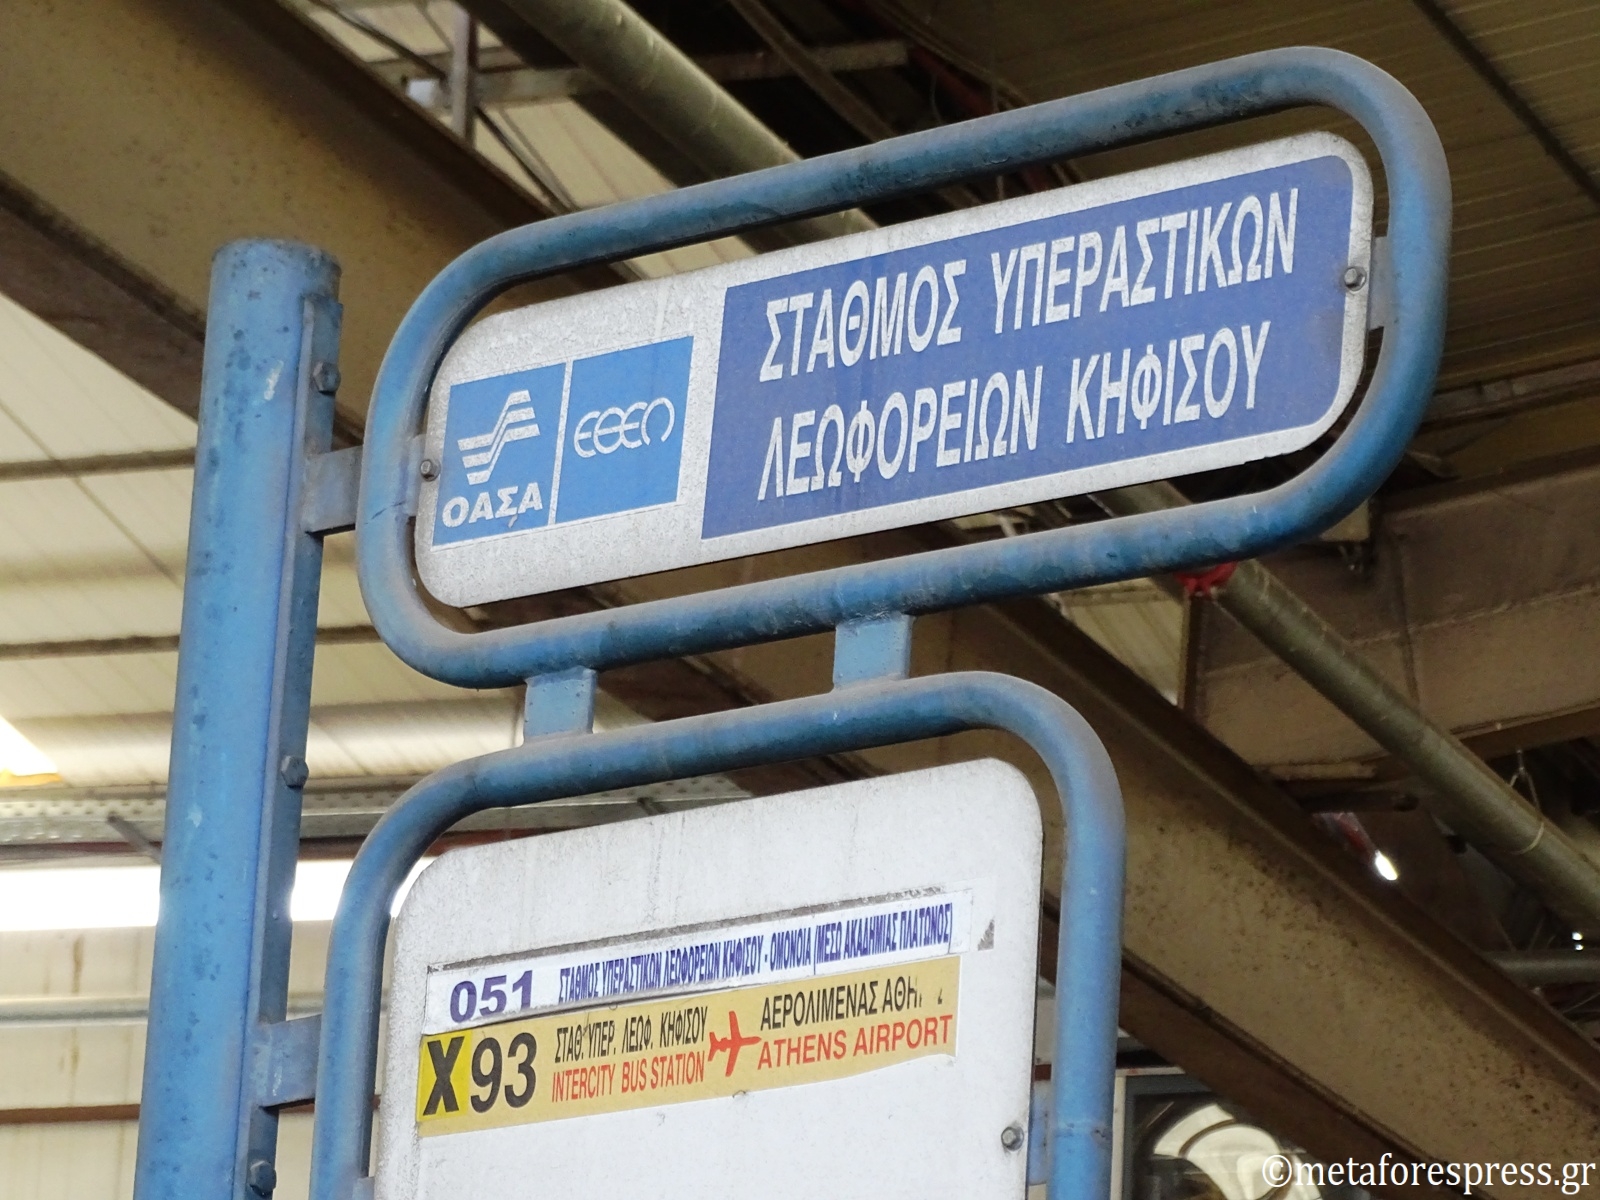 ΣΤΑΘΜΟΣ ΥΠΕΡΑΣΤΙΚΩΝ
ΛΕΩΦΟΡΕΙΩΝ ΚΗΦΙΣΟΥ
ΟΑΣΑ
ΕΘΕΛ
051 ΣΤΑΘΜΟΣ ΥΠΕΡΑΣΤΙΚΩΝ ΛΕΩΦΟΡΕΙΩΝ ΚΗΦΙΣΟΥ - ΟΜΟΝΟΙΑ (ΜΕΣΩ ΑΚΑΔΗΜΙΑΣ ΠΛΑΤΩΝΟΣ)
X93 ΣΤΑΘ. ΥΠΕΡ. ΛΕΩΦ. ΚΗΦΙΣΟΥ ΑΕΡΟΛΙΜΕΝΑΣ
INTERCITY BUS STATION ATHENS AIRPORT
©metaforespress.gr